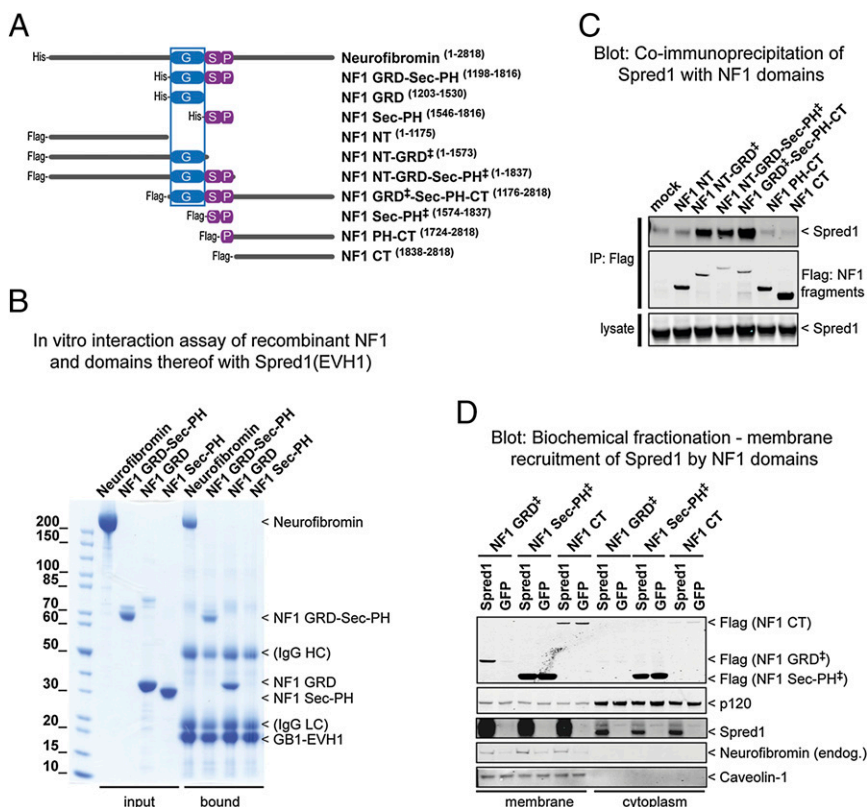 A
His- G S P Neurofibromin (1-2818)
His- G S P NF1 GRD-Sec-PH (1198-1816)
His- G NF1 GRD (1203-1530)
His- S P NF1 Sec-PH (1546-1816)
Flag- NF1 NT (1-1175)
Flag- G NF1 NT-GRD‡ (1-1573)
Flag- G S P NF1 NT-GRD-Sec-PH‡ (1-1837)
Flag- G S P NF1 GRD‡-Sec-PH-CT (1176-2818)
Flag- S P NF1 Sec-PH‡ (1574-1837)
Flag- P NF1 PH-CT (1724-2818)
Flag- NF1 CT (1838-2818)
B
In vitro interaction assay of recombinant NF1
and domains thereof with Spred1(EVH1)
Neurofibromin
NF1 GRD-Sec-PH
NF1 GRD
NF1 Sec-PH
Neurofibromin
NF1 GRD-Sec-PH
NF1 GRD
NF1 Sec-PH
200
150
100
85
70
60
50
40
30
20
15
10
< Neurofibromin
< NF1 GRD-Sec-PH
< (IgG HC)
< NF1 GRD
< NF1 Sec-PH
< (IgG LC)
< GB1-EVH1
input bound
C
Blot: Co-immunoprecipitation of
Spred1 with NF1 domains
mock
NF1 NT
NF1 NT-GRD‡
NF1 NT-GRD-Sec-PH‡
NF1 GRD‡-Sec-PH-CT
NF1 PH-CT
NF1 CT
IP: Flag
< Spred1
Flag: NF1
fragments
lysate
< Spred1
D
Blot: Biochemical fractionation - membrane
recruitment of Spred1 by NF1 domains
NF1 GRD‡
NF1 Sec-PH‡
NF1 CT
NF1 GRD‡
NF1 Sec-PH‡
NF1 CT
Spred1
GFP
Spred1
GFP
Spred1
GFP
Spred1
GFP
Spred1
GFP
Spred1
GFP
< Flag (NF1 CT)
< Flag (NF1 GRD‡)
< Flag (NF1 Sec-PH‡)
< p120
< Spred1
< Neurofibromin (endog.)
< Caveolin-1
membrane cytoplasm